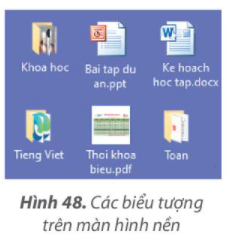 Khoa hoc
Bai tap du
an.ppt
Ke hoach
hoc tap.docx
Tieng Viet
Thoi khoa
bieu.pdf
Toan
Hình 48. Các biểu tượng
trên màn hình nền